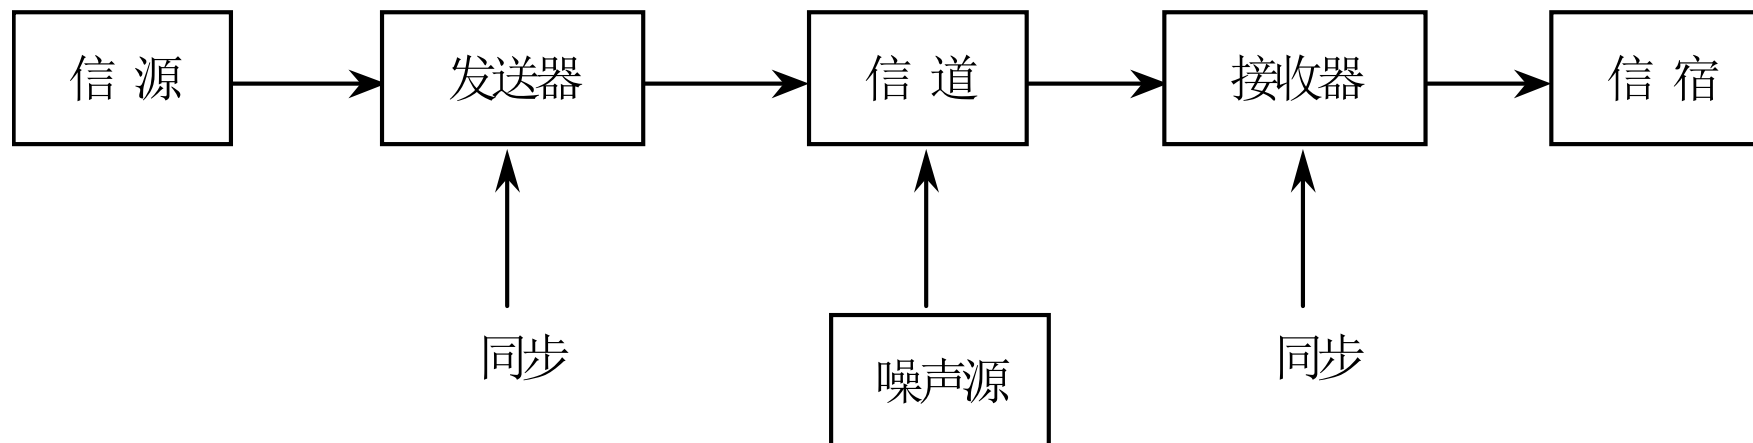 信 源
发送器
信 道
接收器
信 宿
同步
噪声源
同步